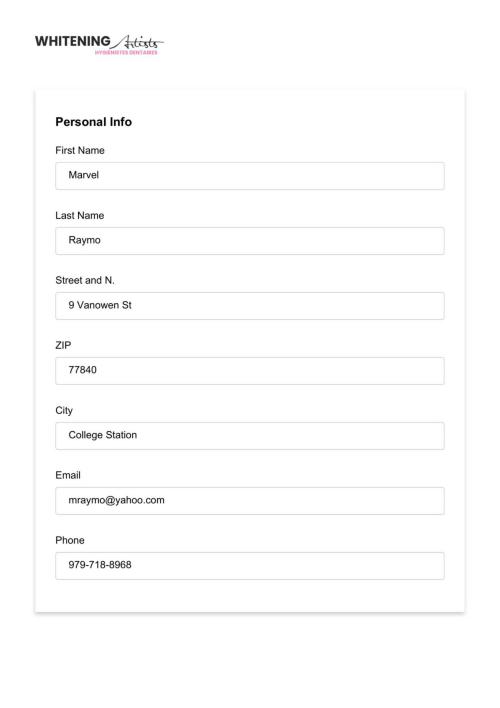 WHITENING Artists
HYGIÉNISTES DENTAIRES
Personal Info
First Name
Marvel
Last Name
Raymo
Street and N.
9 Vanowen St
ZIP
77840
City
College Station
Email
mraymo@yahoo.com
Phone
979-718-8968